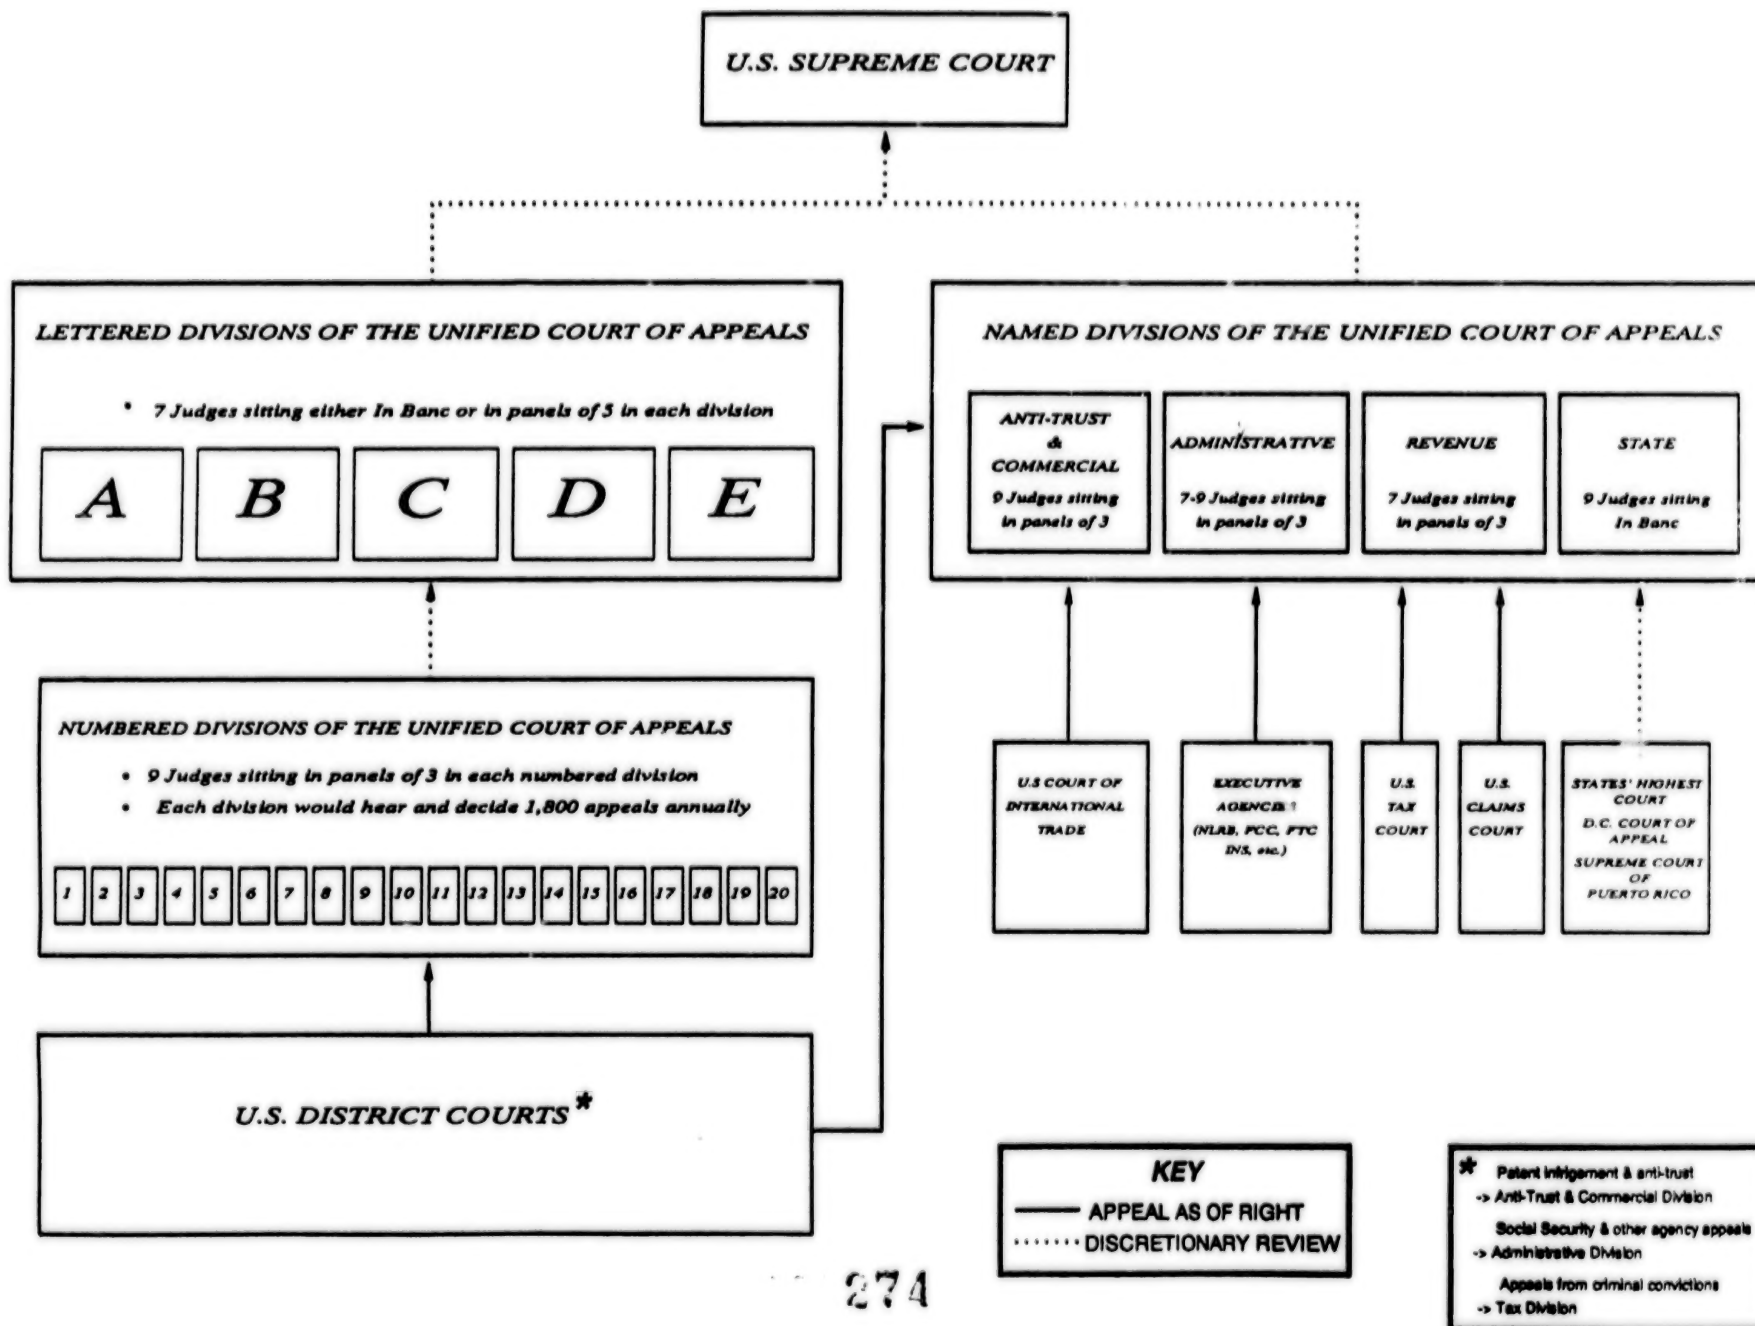 U.S. SUPREME COURT
LETTERED DIVISIONS OF THE UNIFIED COURT OF APPEALS
* 7 Judges sitting either In Banc or in panels of 5 in each division
A B C D E
NAMED DIVISIONS OF THE UNIFIED COURT OF APPEALS
ANTI-TRUST
&
COMMERCIAL
9 Judges sitting
in panels of 3
ADMINISTRATIVE
7-9 Judges sitting
in panels of 3
REVENUE
7 Judges sitting
in panels of 3
STATE
9 Judges sitting
In Banc
NUMBERED DIVISIONS OF THE UNIFIED COURT OF APPEALS
• 9 Judges sitting in panels of 3 in each numbered division
• Each division would hear and decide 1,800 appeals annually
1 2 3 4 5 6 7 8 9 10 11 12 13 14 15 16 17 18 19 20
U.S COURT OF
INTERNATIONAL
TRADE
EXECUTIVE
AGENCIES
(NLRB, FCC, FTC
INS, etc.)
U.S.
TAX
COURT
U.S.
CLAIMS
COURT
STATES' HIGHEST
COURT
D.C. COURT OF
APPEAL
SUPREME COURT
OF
PUERTO RICO
U.S. DISTRICT COURTS *
KEY
APPEAL AS OF RIGHT
DISCRETIONARY REVIEW
* Patent Infrigement & anti-trust
-> Anti-Trust & Commercial Division
Social Security & other agency appeals
-> Administrative Division
Appeals from criminal convictions
-> Tax Division
274